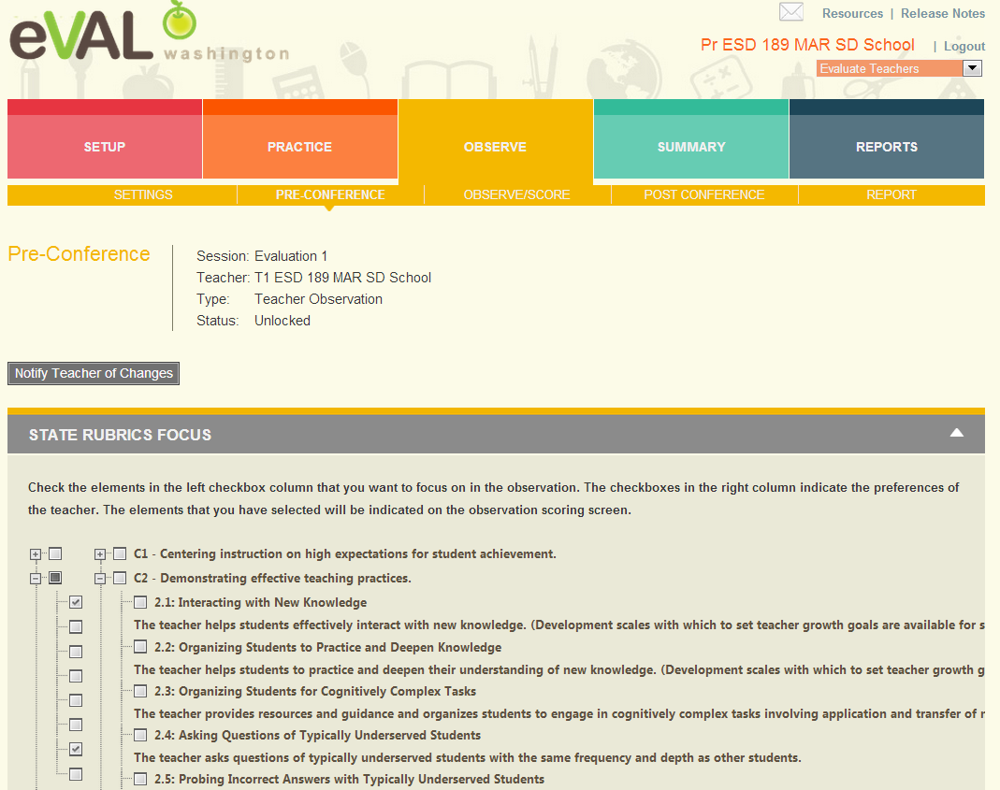 eVAL
washington
Resources | Release Notes
Pr ESD 189 MAR SD School | Logout
Evaluate Teachers
SETUP PRACTICE OBSERVE SUMMARY REPORTS
SETTINGS PRE-CONFERENCE OBSERVE/SCORE POST CONFERENCE REPORT
Pre-Conference
Session: Evaluation 1
Teacher: T1 ESD 189 MAR SD School
Type: Teacher Observation
Status: Unlocked
Notify Teacher of Changes
STATE RUBRICS FOCUS
Check the elements in the left checkbox column that you want to focus on in the observation. The checkboxes in the right column indicate the preferences of
the teacher. The elements that you have selected will be indicated on the observation scoring screen.
C1 - Centering instruction on high expectations for student achievement.
C2 - Demonstrating effective teaching practices.
2.1: Interacting with New Knowledge
The teacher helps students effectively interact with new knowledge. (Development scales with which to set teacher growth goals are available for s
2.2: Organizing Students to Practice and Deepen Knowledge
The teacher helps students to practice and deepen their understanding of new knowledge. (Development scales with which to set teacher growth g
2.3: Organizing Students for Cognitively Complex Tasks
The teacher provides resources and guidance and organizes students to engage in cognitively complex tasks involving application and transfer of r
2.4: Asking Questions of Typically Underserved Students
The teacher asks questions of typically underserved students with the same frequency and depth as other students.
2.5: Probing Incorrect Answers with Typically Underserved Students